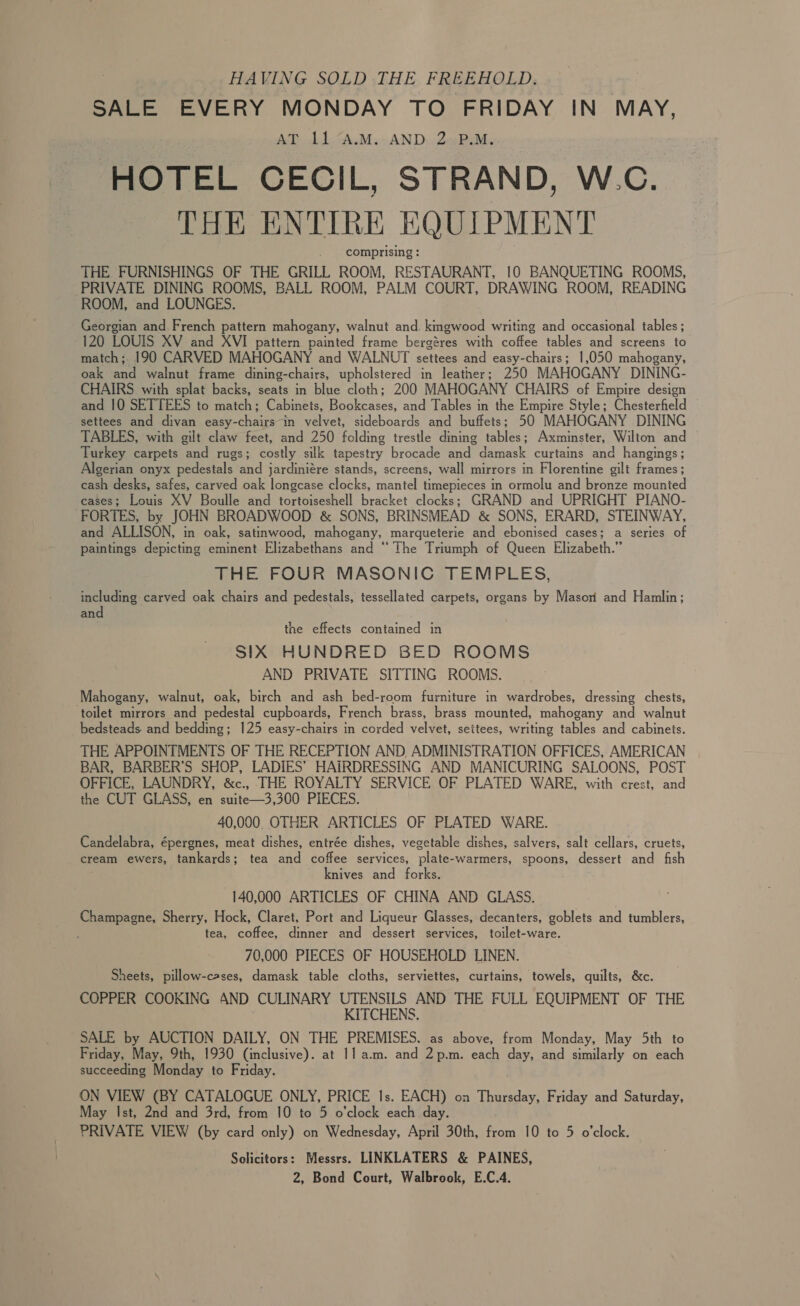 HAVING SOLD THE FREEHOLD.
SALE EVERY MONDAY TO FRIDAY IN MAY,
AT 11 A.M. AND 2 P.M.
HOTEL CECIL, STRAND, W.C.
THE ENTIRE EQUIPMENT
comprising:
THE FURNISHINGS OF THE GRILL ROOM, RESTAURANT, 10 BANQUETING ROOMS,
PRIVATE DINING ROOMS, BALL ROOM, PALM COURT, DRAWING ROOM, READING
ROOM, and LOUNGES.
Georgian and French pattern mahogany, walnut and kingwood writing and occasional tables;
120 LOUIS XV and XVI pattern painted frame bergères with coffee tables and screens to
match; 190 CARVED MAHOGANY and WALNUT settees and easy-chairs; 1,050 mahogany,
oak and walnut frame dining-chairs, upholstered in leather; 250 MAHOGANY DINING-
CHAIRS with splat backs, seats in blue cloth; 200 MAHOGANY CHAIRS of Empire design
and 10 SETTEES to match; Cabinets, Bookcases, and Tables in the Empire Style; Chesterfield
settees and divan easy-chairs in velvet, sideboards and buffets; 50 MAHOGANY DINING
TABLES, with gilt claw feet, and 250 folding trestle dining tables; Axminster, Wilton and
Turkey carpets and rugs; costly silk tapestry brocade and damask curtains and hangings;
Algerian onyx pedestals and jardinière stands, screens, wall mirrors in Florentine gilt frames;
cash desks, safes, carved oak longcase clocks, mantel timepieces in ormolu and bronze mounted
cases; Louis XV Boulle and tortoiseshell bracket clocks; GRAND and UPRIGHT PIANO-
FORTES, by JOHN BROADWOOD & SONS, BRINSMEAD & SONS, ERARD, STEINWAY,
and ALLISON, in oak, satinwood, mahogany, marqueterie and ebonised cases; a series of
paintings depicting eminent Elizabethans and “The Triumph of Queen Elizabeth.”
THE FOUR MASONIC TEMPLES,
including carved oak chairs and pedestals, tessellated carpets, organs by Mason and Hamlin;
and
the effects contained in
SIX HUNDRED BED ROOMS
AND PRIVATE SITTING ROOMS.
Mahogany, walnut, oak, birch and ash bed-room furniture in wardrobes, dressing chests,
toilet mirrors and pedestal cupboards, French brass, brass mounted, mahogany and walnut
bedsteads and bedding; 125 easy-chairs in corded velvet, settees, writing tables and cabinets.
THE APPOINTMENTS OF THE RECEPTION AND ADMINISTRATION OFFICES, AMERICAN
BAR, BARBER'S SHOP, LADIES' HAIRDRESSING AND MANICURING SALOONS, POST
OFFICE, LAUNDRY, &c., THE ROYALTY SERVICE OF PLATED WARE, with crest, and
the CUT GLASS, en suite—3,300 PIECES.
40,000 OTHER ARTICLES OF PLATED WARE.
Candelabra, épergnes, meat dishes, entrée dishes, vegetable dishes, salvers, salt cellars, cruets,
cream ewers, tankards; tea and coffee services, plate-warmers, spoons, dessert and fish
knives and forks.
140,000 ARTICLES OF CHINA AND GLASS.
Champagne, Sherry, Hock, Claret, Port and Liqueur Glasses, decanters, goblets and tumblers,
tea, coffee, dinner and dessert services, toilet-ware.
70,000 PIECES OF HOUSEHOLD LINEN.
Sheets, pillow-cases, damask table cloths, serviettes, curtains, towels, quilts, &c.
COPPER COOKING AND CULINARY UTENSILS AND THE FULL EQUIPMENT OF THE
KITCHENS.
SALE by AUCTION DAILY, ON THE PREMISES, as above, from Monday, May 5th to
Friday, May, 9th, 1930 (inclusive). at 11 a.m. and 2 p.m. each day, and similarly on each
succeeding Monday to Friday.
ON VIEW (BY CATALOGUE ONLY, PRICE 1s. EACH) on Thursday, Friday and Saturday,
May 1st, 2nd and 3rd, from 10 to 5 o'clock each day.
PRIVATE VIEW (by card only) on Wednesday, April 30th, from 10 to 5 o'clock.
Solicitors: Messrs. LINKLATERS & PAINES,
2, Bond Court, Walbrook, E.C.4.